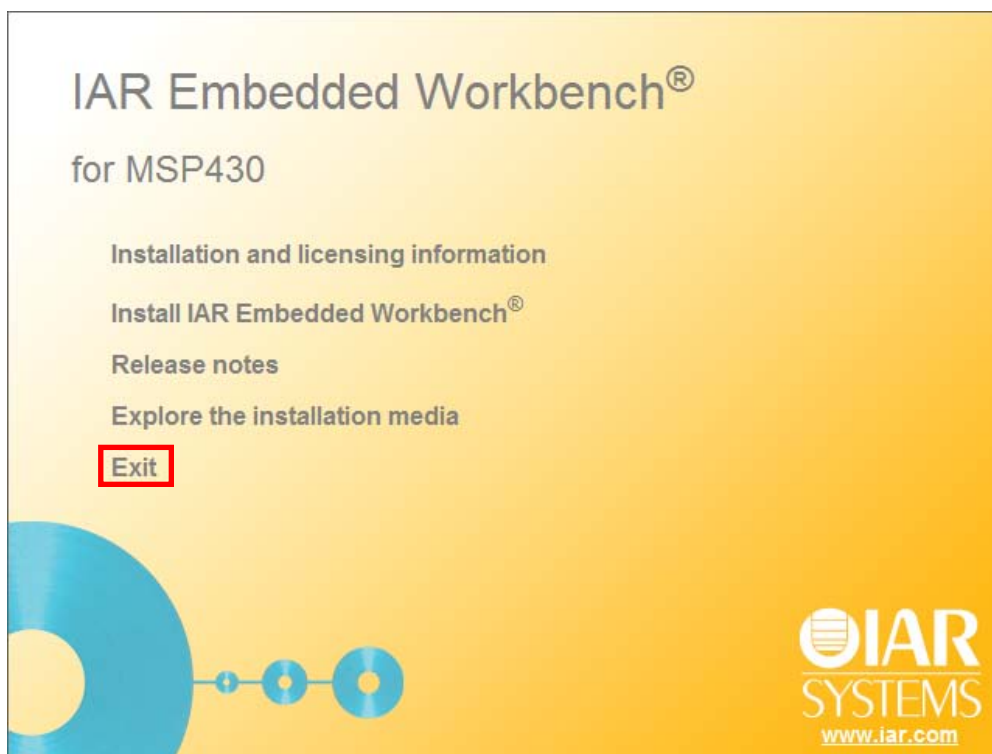 IAR Embedded Workbench®
for MSP430
Installation and licensing information
Install IAR Embedded Workbench®
Release notes
Explore the installation media
Exit
IAR
SYSTEMS
www.iar.com